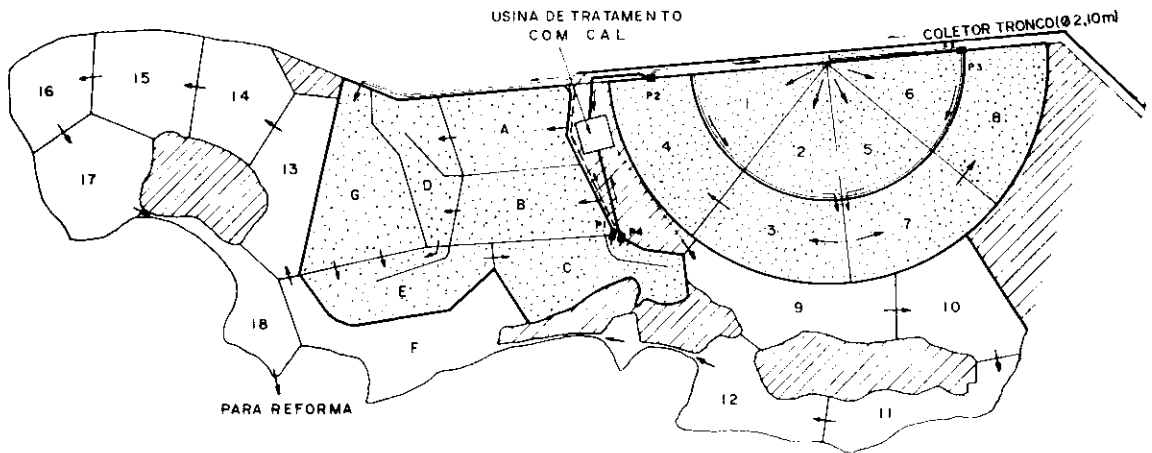 USINA DE TRATAMENTO
COM CAL
COLETOR TRONCO(Ø2,10m)
P2
P3
16
15
14
13
17
18
G
D
A
B
E
C
F
P1
P4
1
2
3
4
5
6
7
8
9
10
11
12
PARA REFORMA